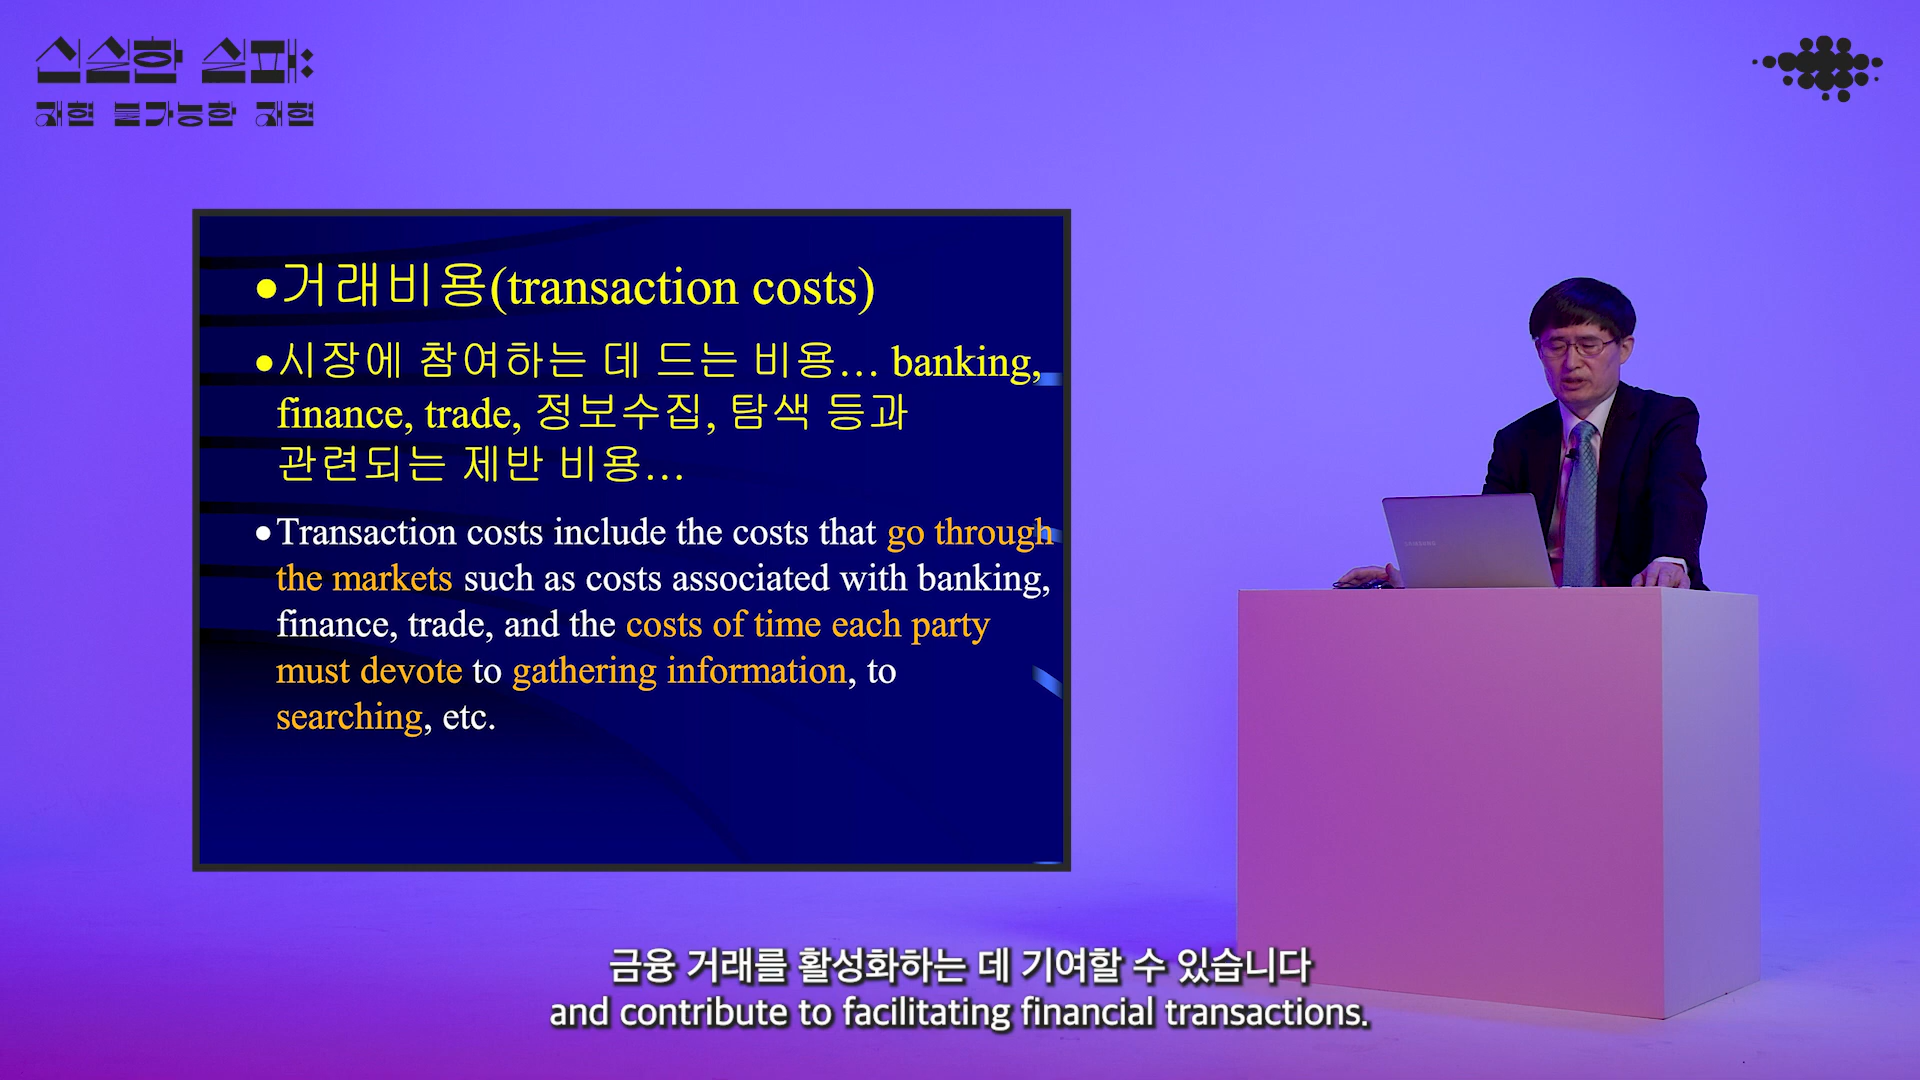 신실한 실패:
재현 불가능한 재현
•거래비용(transaction costs)
•시장에 참여하는 데 드는 비용… banking,
finance, trade, 정보수집, 탐색 등과
관련되는 제반 비용…
•Transaction costs include the costs that go through
the markets such as costs associated with banking,
finance, trade, and the costs of time each party
must devote to gathering information, to
searching, etc.
SAMSUNG
금융 거래를 활성화하는 데 기여할 수 있습니다
and contribute to facilitating financial transactions.